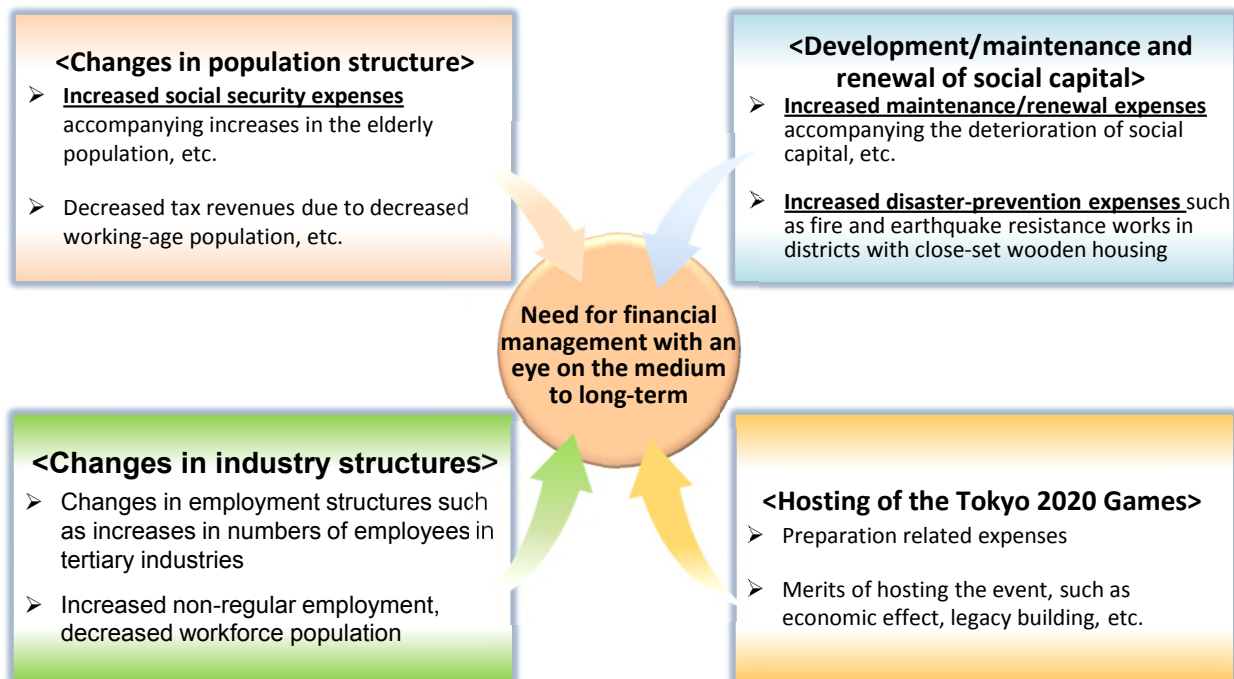 <Changes in population structure>
➢ Increased social security expenses
accompanying increases in the elderly
population, etc.
➢ Decreased tax revenues due to decreased
working-age population, etc.
<Development/maintenance and
renewal of social capital>
➢ Increased maintenance/renewal expenses
accompanying the deterioration of social
capital, etc.
➢ Increased disaster-prevention expenses such
as fire and earthquake resistance works in
districts with close-set wooden housing
Need for financial
management with an
eye on the medium
to long-term
<Changes in industry structures>
➢ Changes in employment structures such
as increases in numbers of employees in
tertiary industries
➢ Increased non-regular employment,
decreased workforce population
<Hosting of the Tokyo 2020 Games>
➢ Preparation related expenses
➢ Merits of hosting the event, such as
economic effect, legacy building, etc.